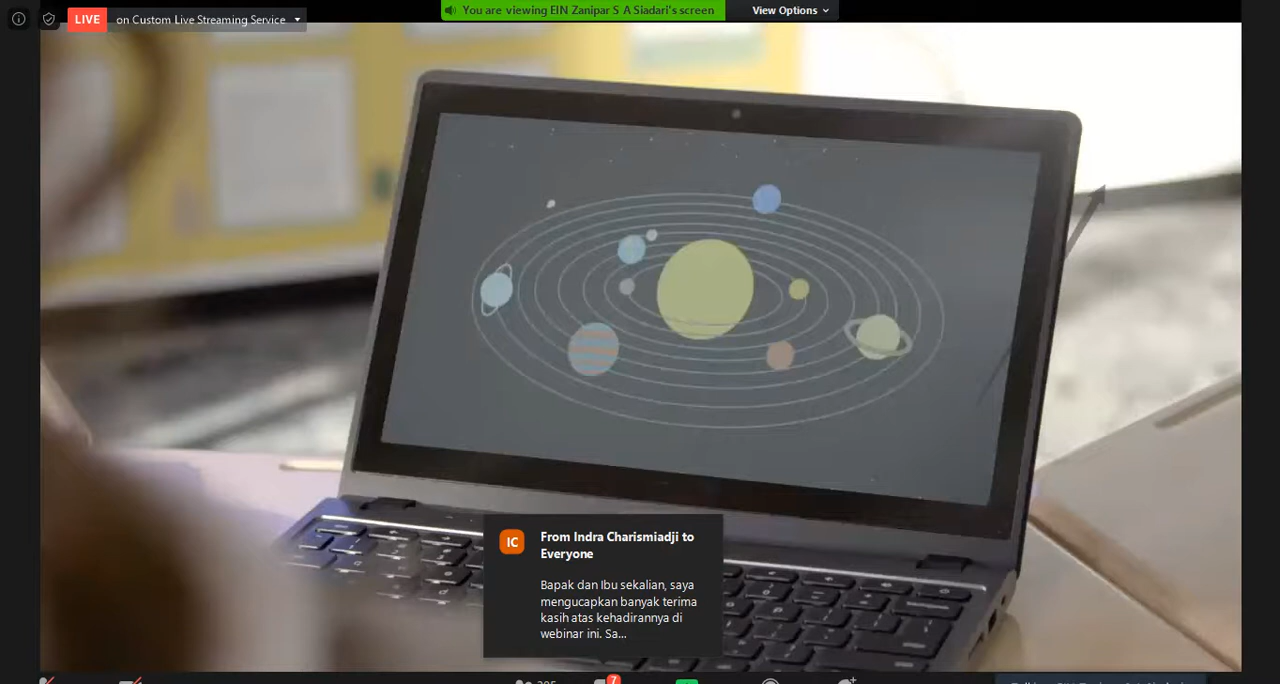 LIVE on Custom Live Streaming Service
You are viewing EIN Zanipar S A Siadari's screen
View Options
IC
From Indra Charismiadji to
Everyone
Bapak dan Ibu sekalian, saya
mengucapkan banyak terima
kasih atas kehadirannya di
webinar ini. Sa...
7